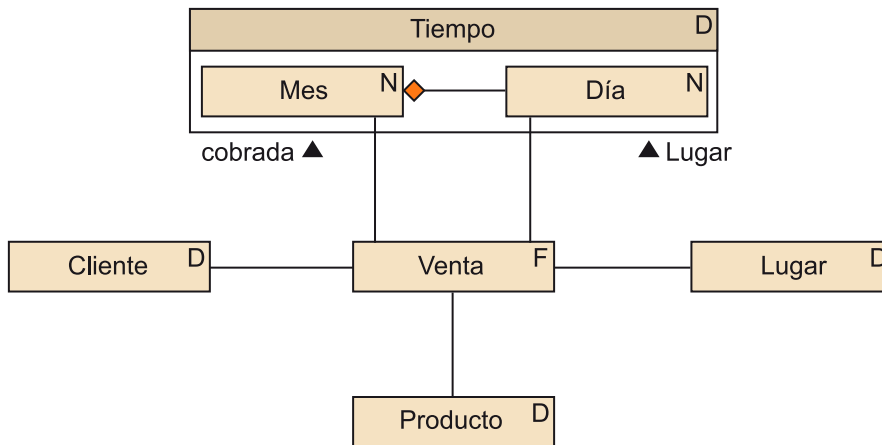 Tiempo D
Mes N
Día N
cobrada ▲
▲ Lugar
Cliente D
Venta F
Lugar D
Producto D